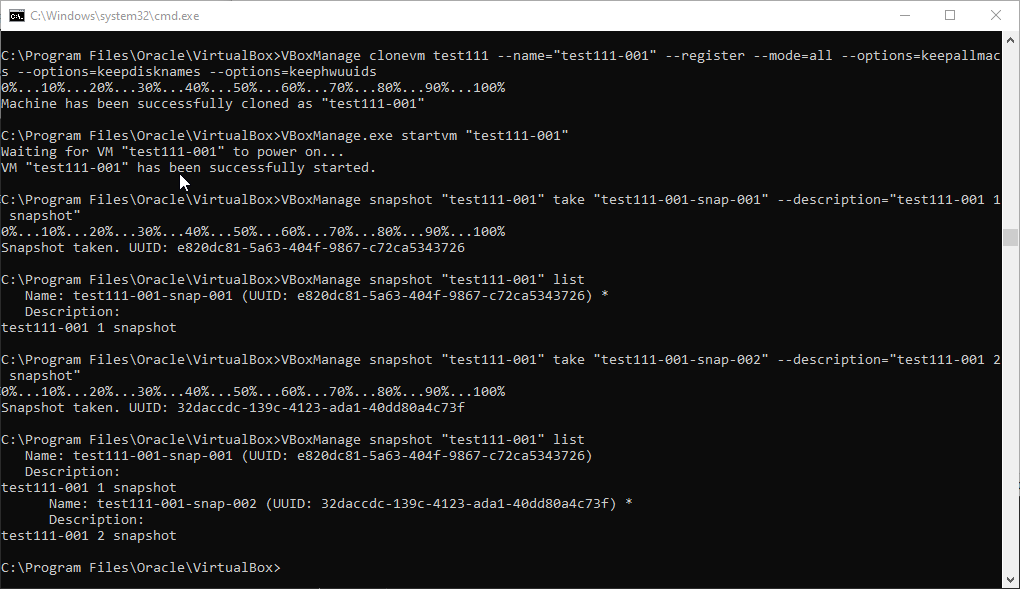 C:\Windows\system32\cmd.exe
C:\Program Files\Oracle\VirtualBox>VBoxManage clonevm test111 --name="test111-001" --register --mode=all --options=keepallmac
s --options=keepdisknames --options=keephwuuids
0%...10%...20%...30%...40%...50%...60%...70%...80%...90%...100%
Machine has been successfully cloned as "test111-001"
C:\Program Files\Oracle\VirtualBox>VBoxManage.exe startvm "test111-001"
Waiting for VM "test111-001" to power on...
VM "test111-001" has been successfully started.
C:\Program Files\Oracle\VirtualBox>VBoxManage snapshot "test111-001" take "test111-001-snap-001" --description="test111-001 1
 snapshot"
0%...10%...20%...30%...40%...50%...60%...70%...80%...90%...100%
Snapshot taken. UUID: e820dc81-5a63-404f-9867-c72ca5343726
C:\Program Files\Oracle\VirtualBox>VBoxManage snapshot "test111-001" list
   Name: test111-001-snap-001 (UUID: e820dc81-5a63-404f-9867-c72ca5343726) *
   Description:
test111-001 1 snapshot
C:\Program Files\Oracle\VirtualBox>VBoxManage snapshot "test111-001" take "test111-001-snap-002" --description="test111-001 2
 snapshot"
0%...10%...20%...30%...40%...50%...60%...70%...80%...90%...100%
Snapshot taken. UUID: 32daccdc-139c-4123-ada1-40dd80a4c73f
C:\Program Files\Oracle\VirtualBox>VBoxManage snapshot "test111-001" list
   Name: test111-001-snap-001 (UUID: e820dc81-5a63-404f-9867-c72ca5343726)
   Description:
test111-001 1 snapshot
      Name: test111-001-snap-002 (UUID: 32daccdc-139c-4123-ada1-40dd80a4c73f) *
      Description:
test111-001 2 snapshot
C:\Program Files\Oracle\VirtualBox>